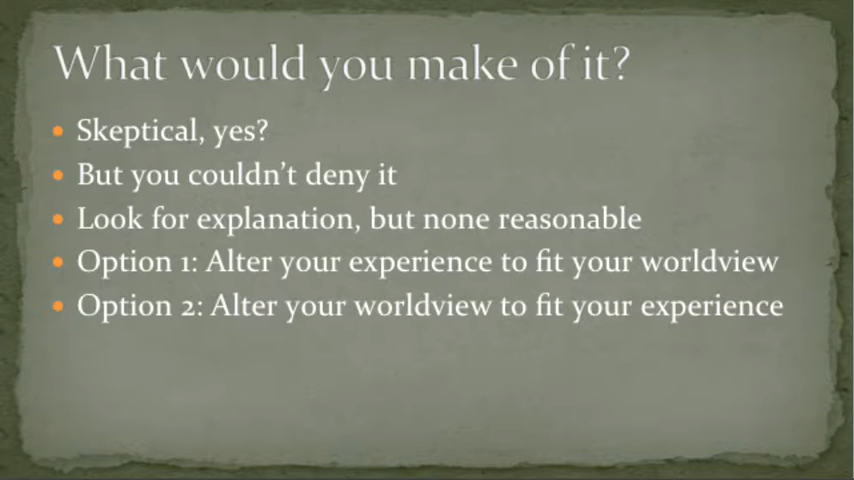 What would you make of it?
• Skeptical, yes?
• But you couldn't deny it
• Look for explanation, but none reasonable
• Option 1: Alter your experience to fit your worldview
• Option 2: Alter your worldview to fit your experience